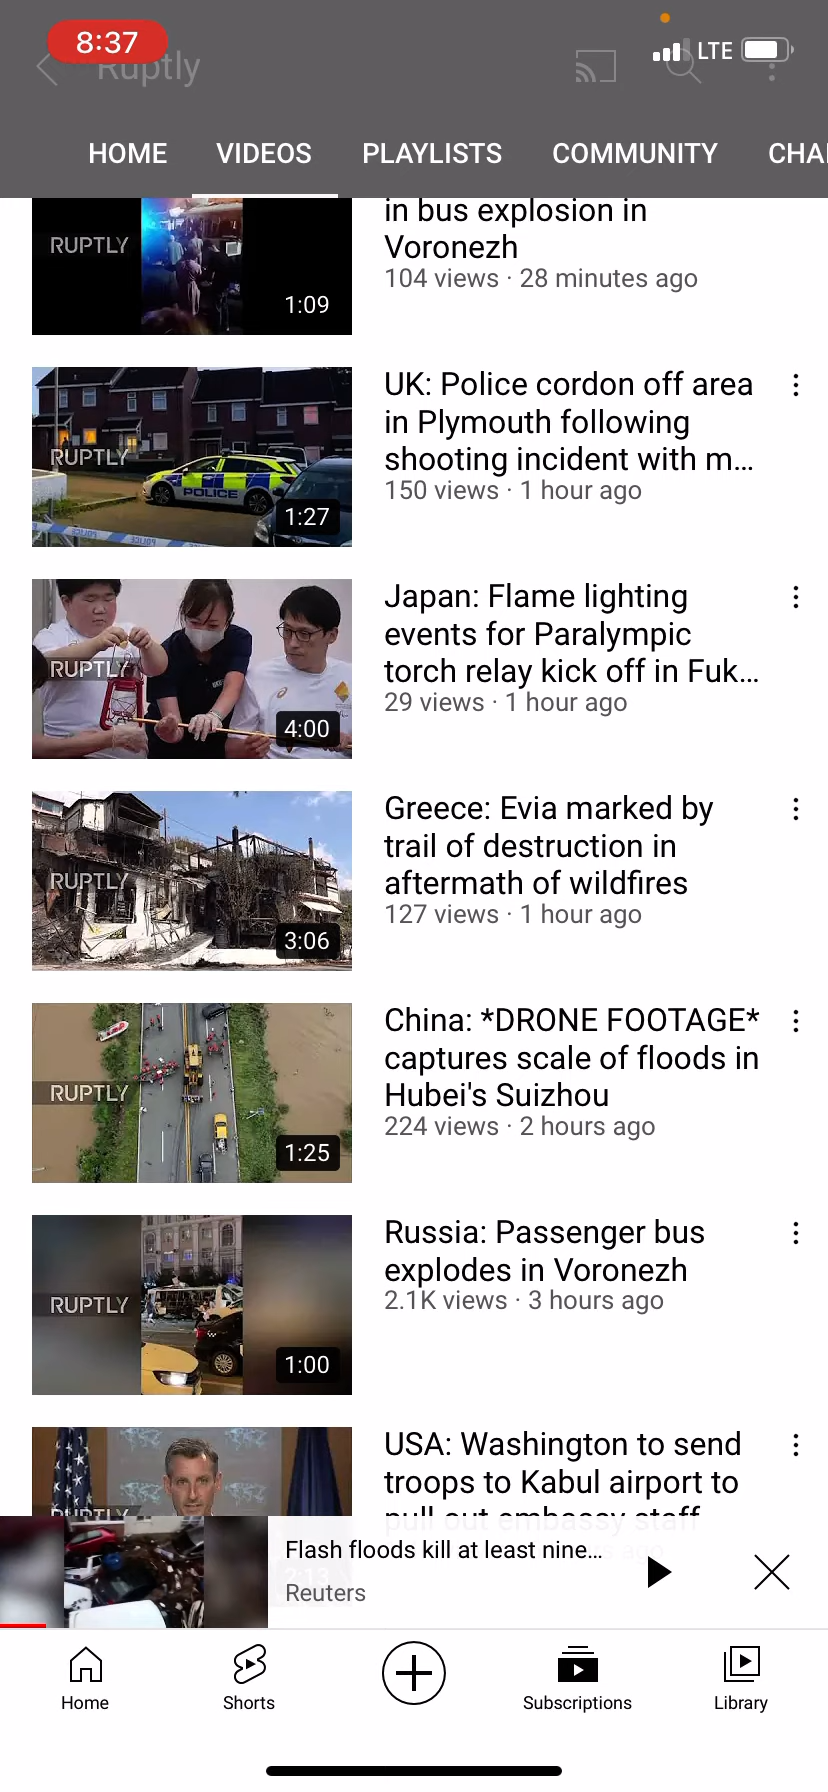 8:37
LTE
Ruptly
HOME
VIDEOS
PLAYLISTS
COMMUNITY
RUPTLY
1:09
in bus explosion in
Voronezh
104 views · 28 minutes ago
RUPTLY
POLICE
1:27
UK: Police cordon off area
in Plymouth following
shooting incident with m...
150 views · 1 hour ago
RUPTLY
4:00
Japan: Flame lighting
events for Paralympic
torch relay kick off in Fuk...
29 views · 1 hour ago
RUPTLY
3:06
Greece: Evia marked by
trail of destruction in
aftermath of wildfires
127 views · 1 hour ago
RUPTLY
1:25
China: *DRONE FOOTAGE*
captures scale of floods in
Hubei's Suizhou
224 views · 2 hours ago
RUPTLY
1:00
Russia: Passenger bus
explodes in Voronezh
2.1K views · 3 hours ago
RUPTLY
2:13
USA: Washington to send
troops to Kabul airport to
pull out embassy staff
Flash floods kill at least nine...
Reuters
Home
Shorts
Subscriptions
Library